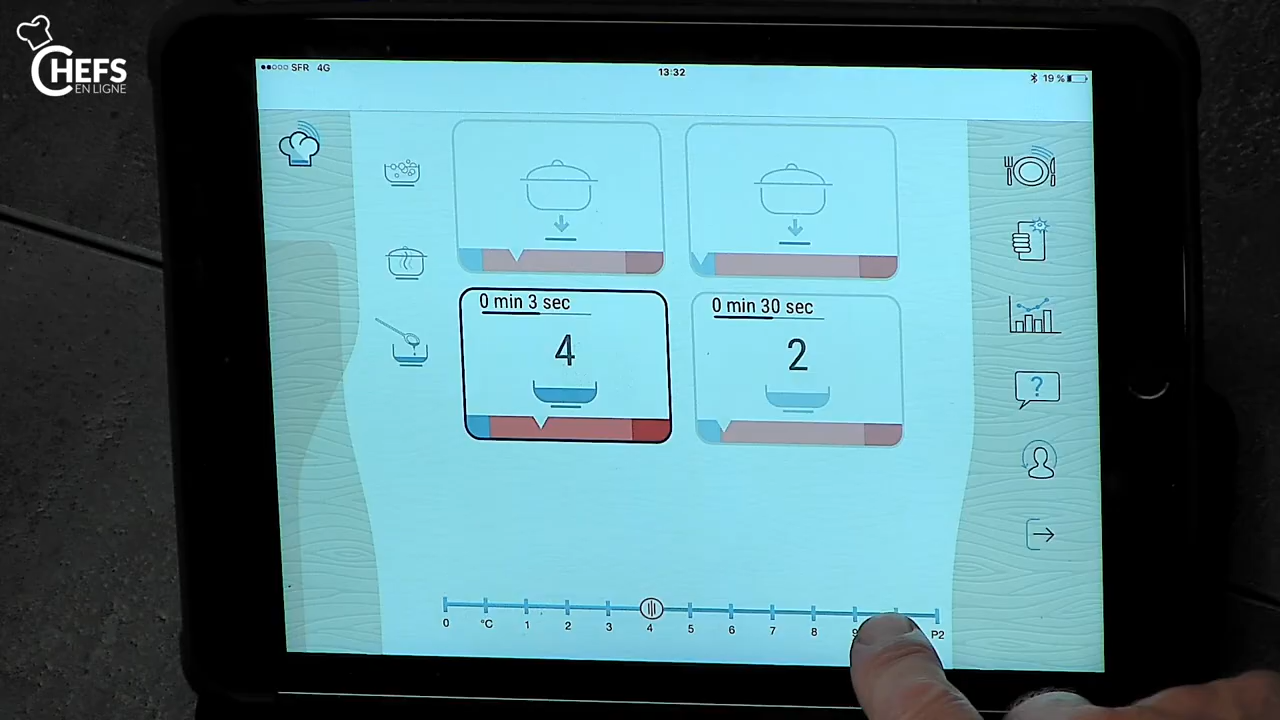 CHEFS
EN LIGNE
SFR 4G
13:32
19 %
0 min 3 sec
4
0 min 30 sec
2
0 °C 1 2 3 4 5 6 7 8 9 P2
?